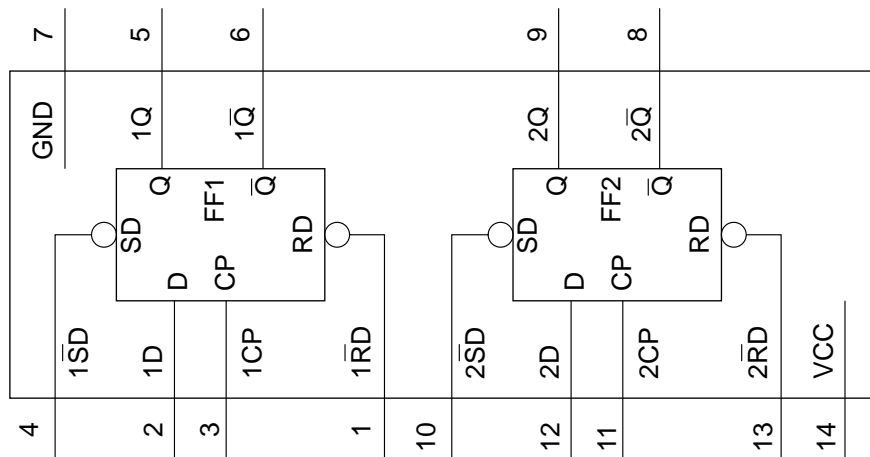 7
5
6
9
8
GND
1Q
1Q̅
2Q
2Q̅
Q
FF1
Q̅
Q
FF2
Q̅
SD
RD
SD
RD
D
CP
D
CP
1S̅D
1D
1CP
1R̅D
2S̅D
2D
2CP
2R̅D
VCC
4
2
3
1
10
12
11
13
14